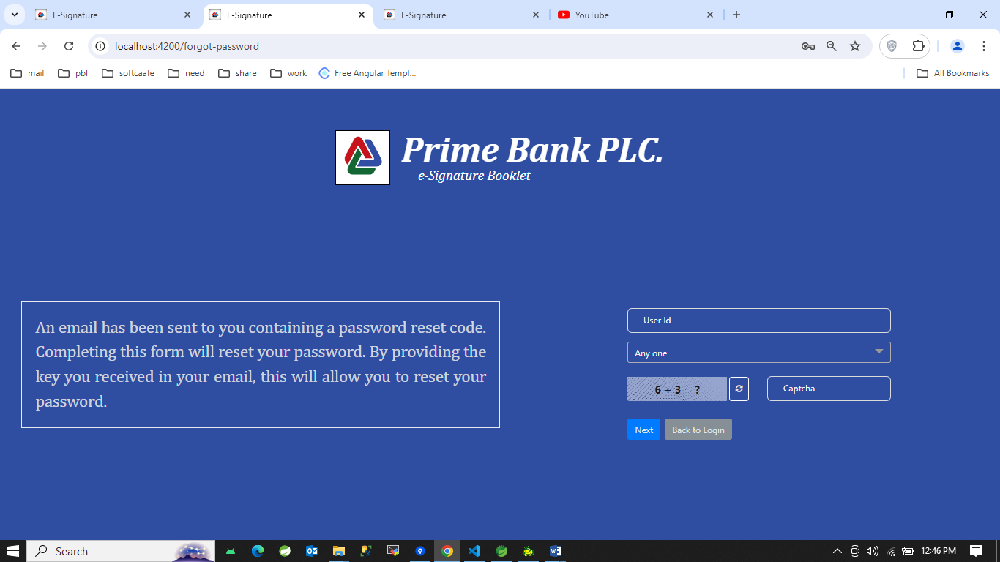 E-Signature
E-Signature
E-Signature
YouTube
localhost:4200/forgot-password
mail
pbl
softcaafe
need
share
work
Free Angular Templ...
All Bookmarks
Prime Bank PLC.
e-Signature Booklet
An email has been sent to you containing a password reset code.
Completing this form will reset your password. By providing the
key you received in your email, this will allow you to reset your
password.
User Id
Any one
6 + 3 = ?
Captcha
Next
Back to Login
Search
12:46 PM